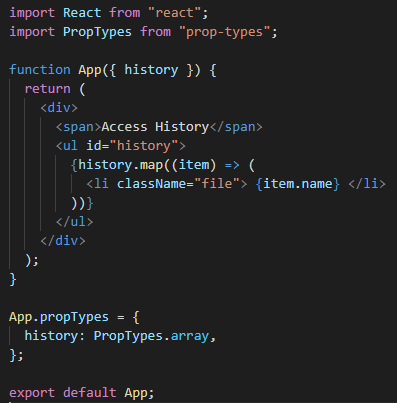 import React from "react";
import PropTypes from "prop-types";

function App({ history }) {
  return (
    <div>
      <span>Access History</span>
      <ul id="history">
        {history.map((item) => (
          <li className="file"> {item.name} </li>
        ))}
      </ul>
    </div>
  );
}

App.propTypes = {
  history: PropTypes.array,
};

export default App;